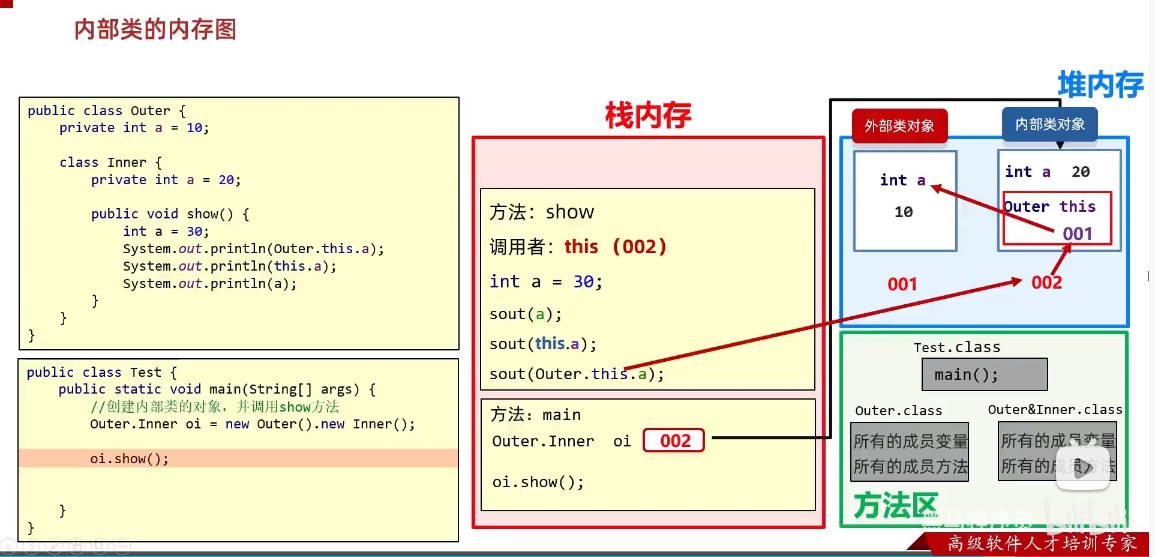 内部类的内存图
public class Outer {
private int a = 10;
class Inner {
private int a = 20;
public void show() {
int a = 30;
System.out.println(Outer.this.a);
System.out.println(this.a);
System.out.println(a);
}
}
}
public class Test {
public static void main(String[] args) {
//创建内部类的对象，并调用show方法
Outer.Inner oi = new Outer().new Inner();
oi.show();
}
}
栈内存
方法：show
调用者：this（002）
int a = 30;
sout(a);
sout(this.a);
sout(Outer.this.a);
方法：main
Outer.Inner oi 002
oi.show();
堆内存
外部类对象
int a
10
001
内部类对象
int a 20
Outer this
001
002
Test.class
main();
Outer.class
所有的成员变量
所有的成员方法
Outer&Inner.class
所有的成员变量
所有的成员方法
方法区
黑马程序员
高级软件人才培训专家